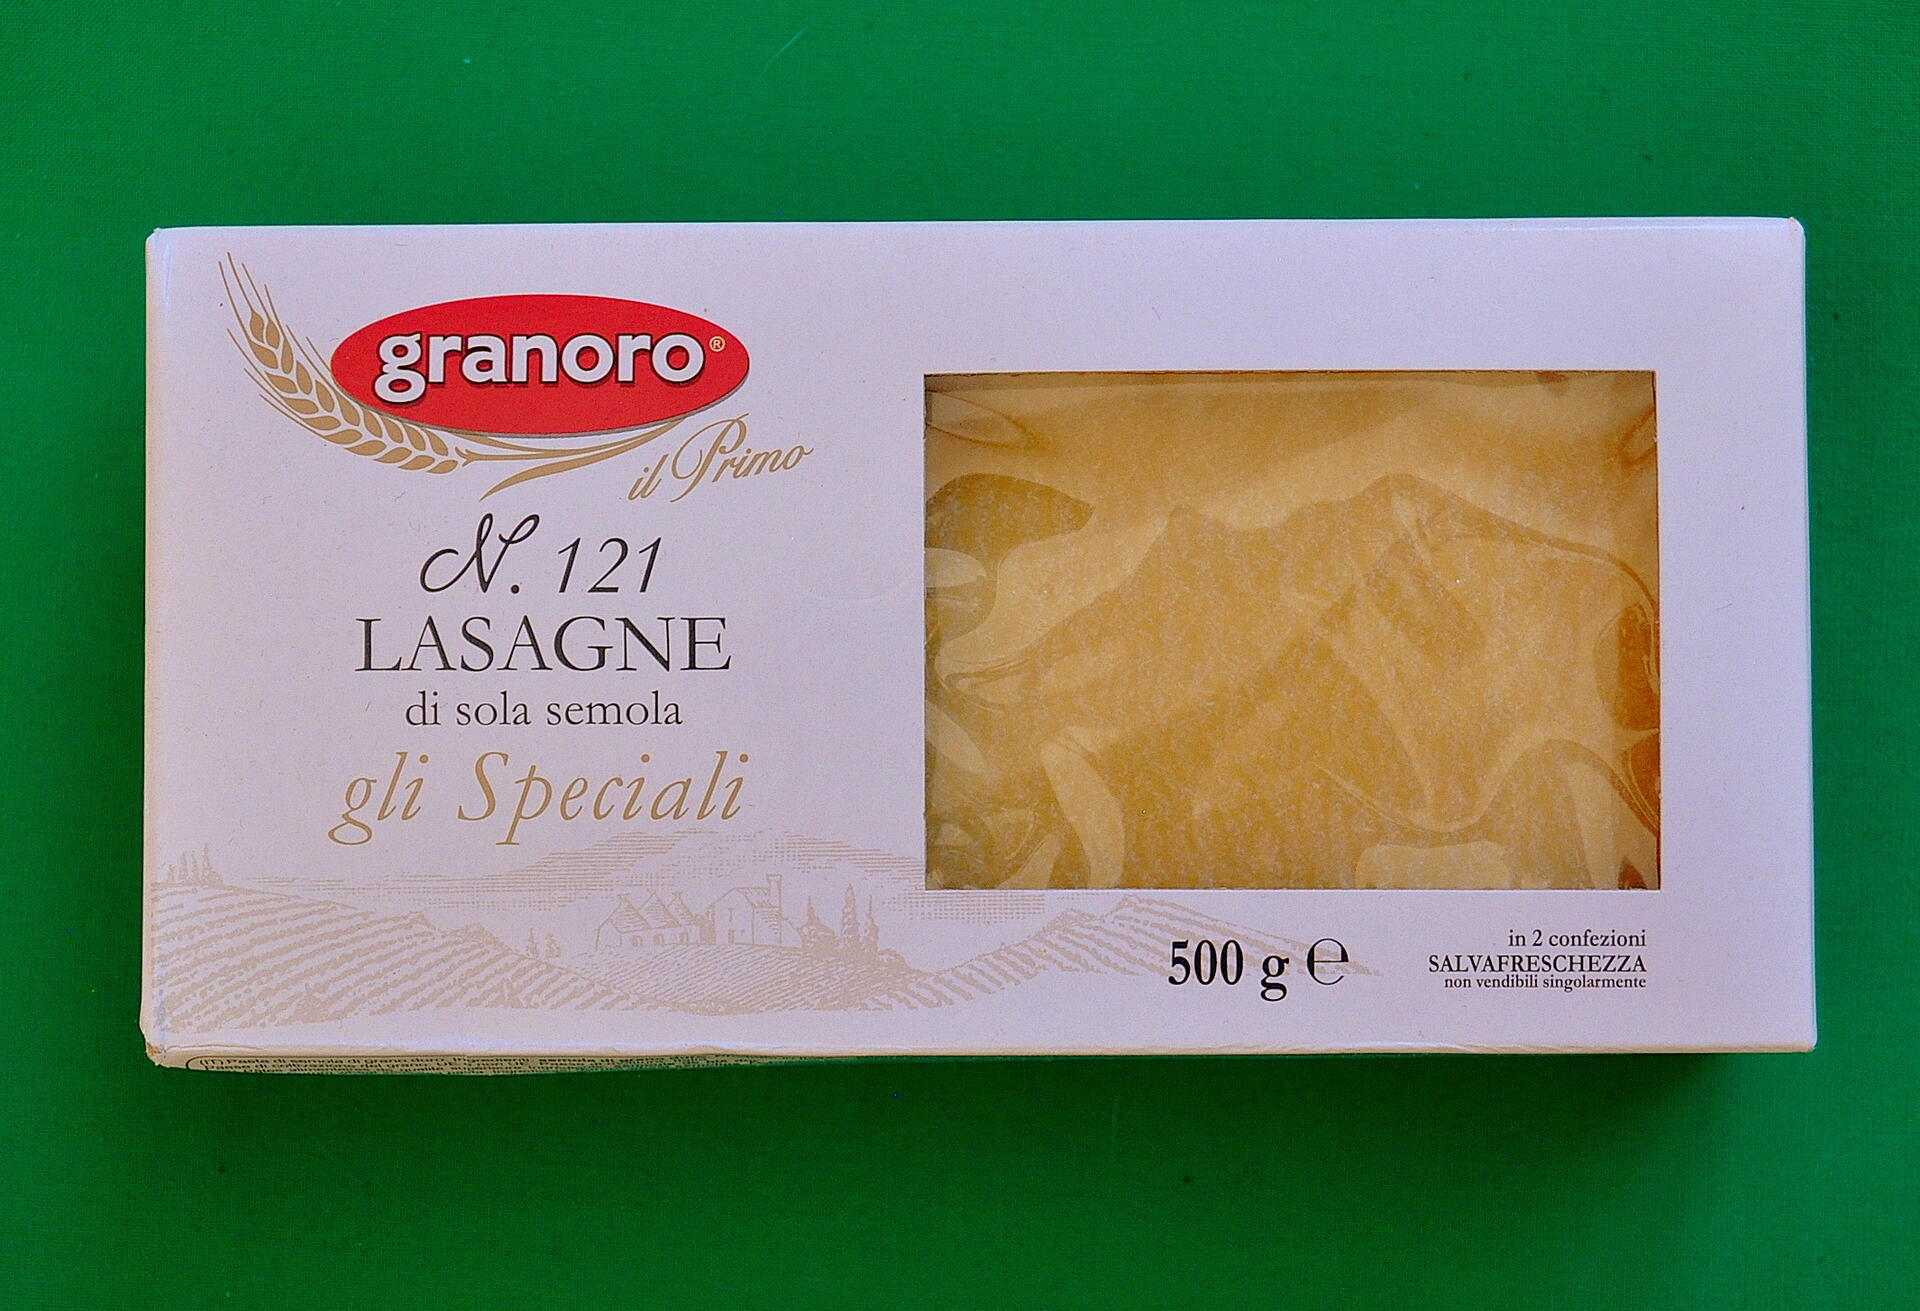 granoro®
il Primo
N. 121
LASAGNE
di sola semola
gli Speciali
500 g ℮
in 2 confezioni
SALVAFRESCHEZZA
non vendibili singolarmente